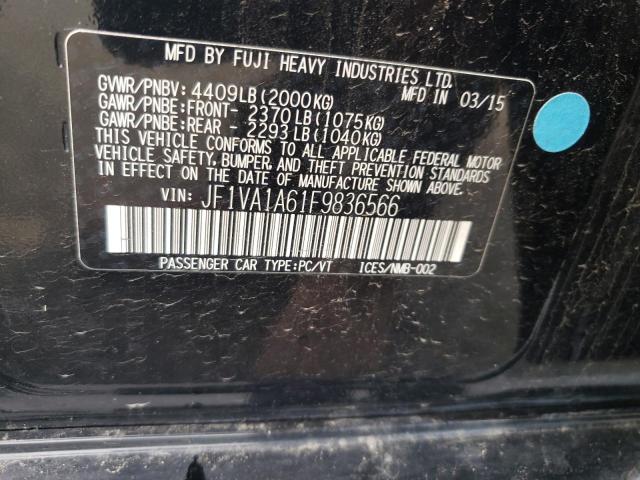 MFD BY FUJI HEAVY INDUSTRIES LTD.
GVWR/PNBV: 4409LB(2000KG) MFD IN 03/15
GAWR/PNBE:FRONT- 2370LB(1075KG)
GAWR/PNBE:REAR - 2293LB(1040KG)
THIS VEHICLE CONFORMS TO ALL APPLICABLE FEDERAL MOTOR
VEHICLE SAFETY, BUMPER, AND THEFT PREVENTION STANDARDS
IN EFFECT ON THE DATE OF MANUFACTURE SHOWN ABOVE.
VIN: JF1VA1A61F9836566
PASSENGER CAR TYPE:PC/VT ICES/NMB-002